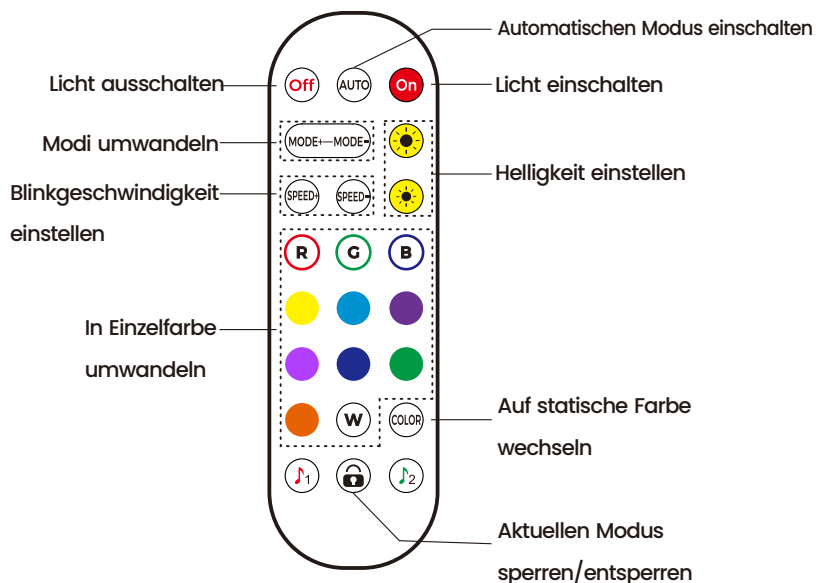 Automatischen Modus einschalten
Licht ausschalten
Off
AUTO
On
Licht einschalten
Modi umwandeln
MODE+—MODE-
Helligkeit einstellen
Blinkgeschwindigkeit
einstellen
SPEED+
SPEED-
R
G
B
In Einzelfarbe
umwandeln
W
COLOR
Auf statische Farbe
wechseln
♪1
♪2
Aktuellen Modus
sperren/entsperren